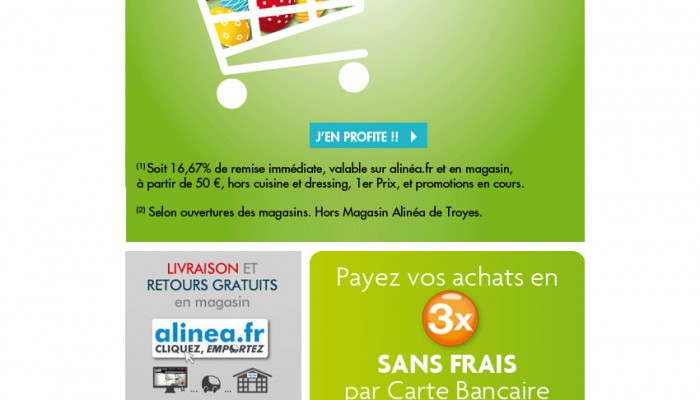 J'EN PROFITE !!
(1) Soit 16,67% de remise immédiate, valable sur alinéa.fr et en magasin,
à partir de 50 €, hors cuisine et dressing, 1er Prix, et promotions en cours.
(2) Selon ouvertures des magasins. Hors Magasin Alinéa de Troyes.
LIVRAISON ET
RETOURS GRATUITS
en magasin
alinea.fr
CLIQUEZ, EMPORTEZ
Payez vos achats en
3x
SANS FRAIS
par Carte Bancaire